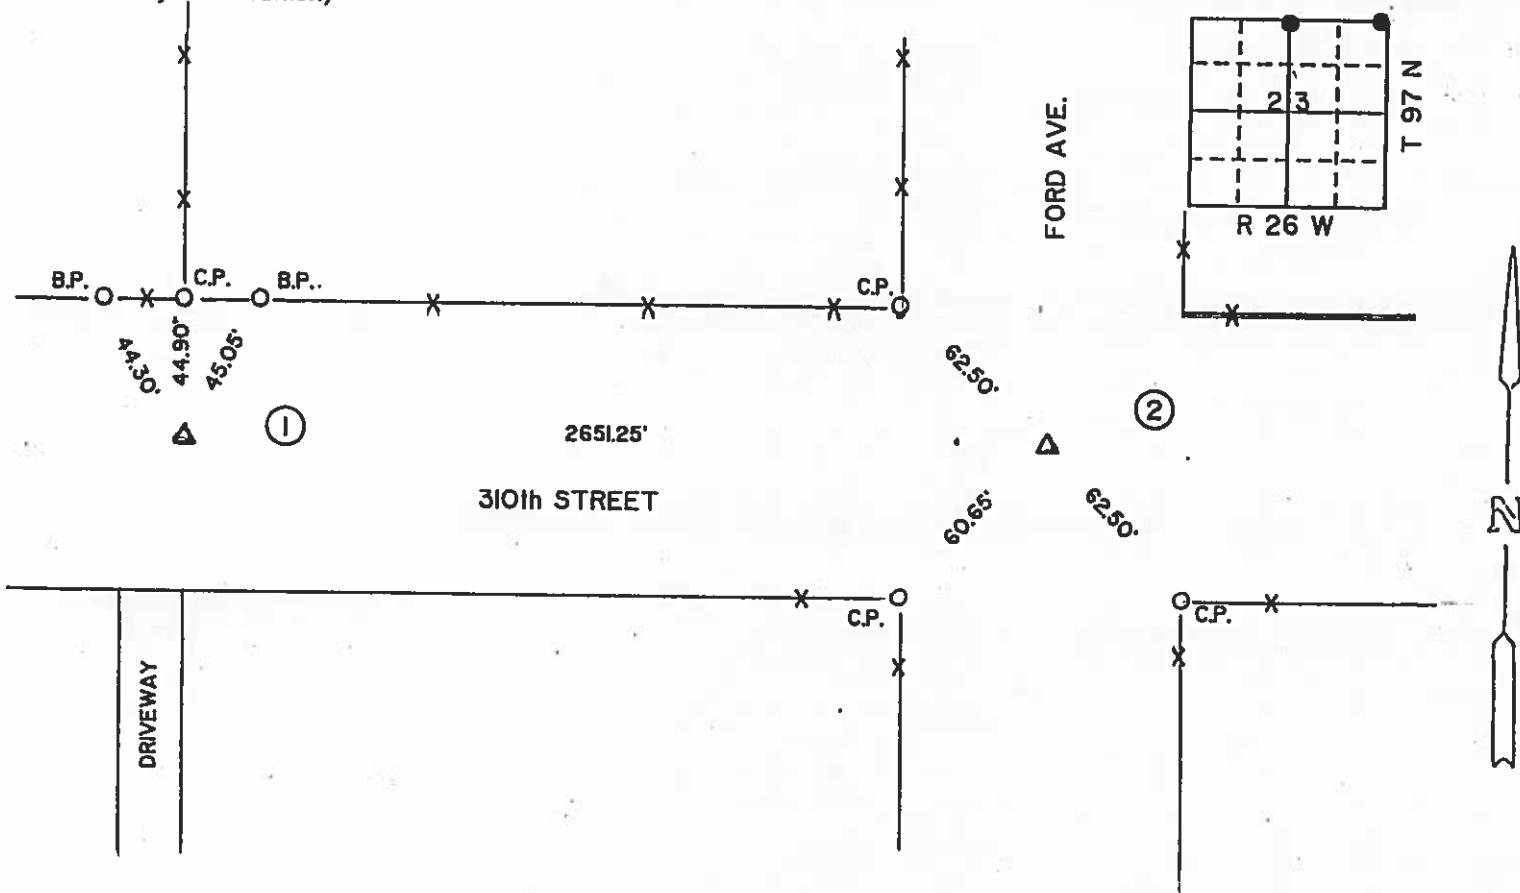 FORD AVE.
2 3
T 97 N
R 26 W
B.P.
C.P.
B.P.
C.P.
44.30'
44.90'
45.05'
62.50'
1
2651.25'
2
310th STREET
60.65'
62.50'
N
C.P.
C.P.
DRIVEWAY